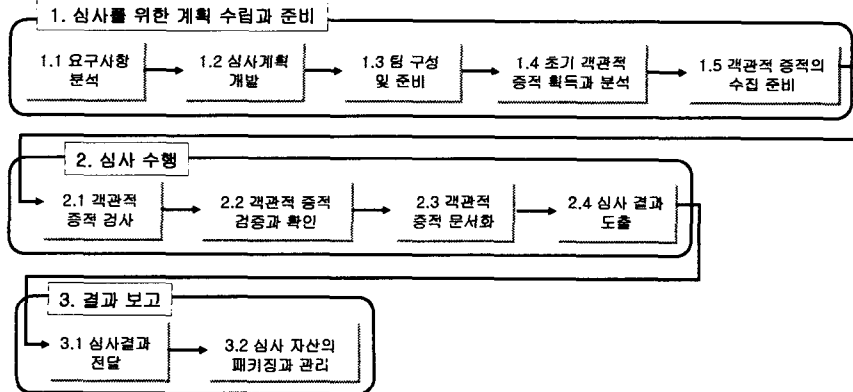 1. 심사를 위한 계획 수립과 준비
1.1 요구사항
분석
1.2 심사계획
개발
1.3 팀 구성
및 준비
1.4 초기 객관적
증적 획득과 분석
1.5 객관적 증적의
수집 준비
2. 심사 수행
2.1 객관적
증적 검사
2.2 객관적 증적
검증과 확인
2.3 객관적
증적 문서화
2.4 심사 결과
도출
3. 결과 보고
3.1 심사결과
전달
3.2 심사 자산의
패키징과 관리